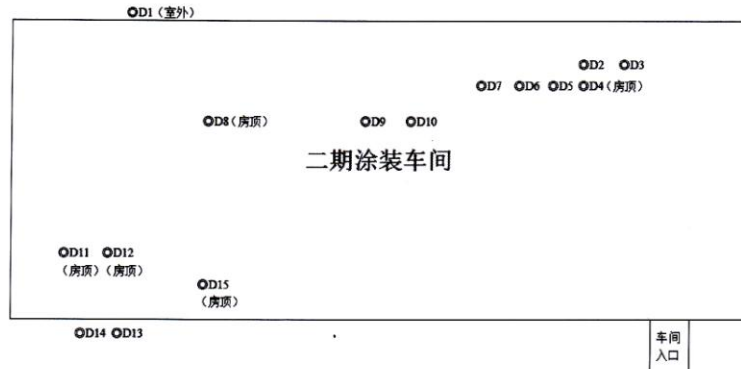 ◎D1（室外）
◎D2 ◎D3
◎D7 ◎D6 ◎D5 ◎D4（房顶）
◎D8（房顶） ◎D9 ◎D10
二期涂装车间
◎D11 ◎D12
（房顶）（房顶）
◎D15
（房顶）
◎D14 ◎D13
车间
入口